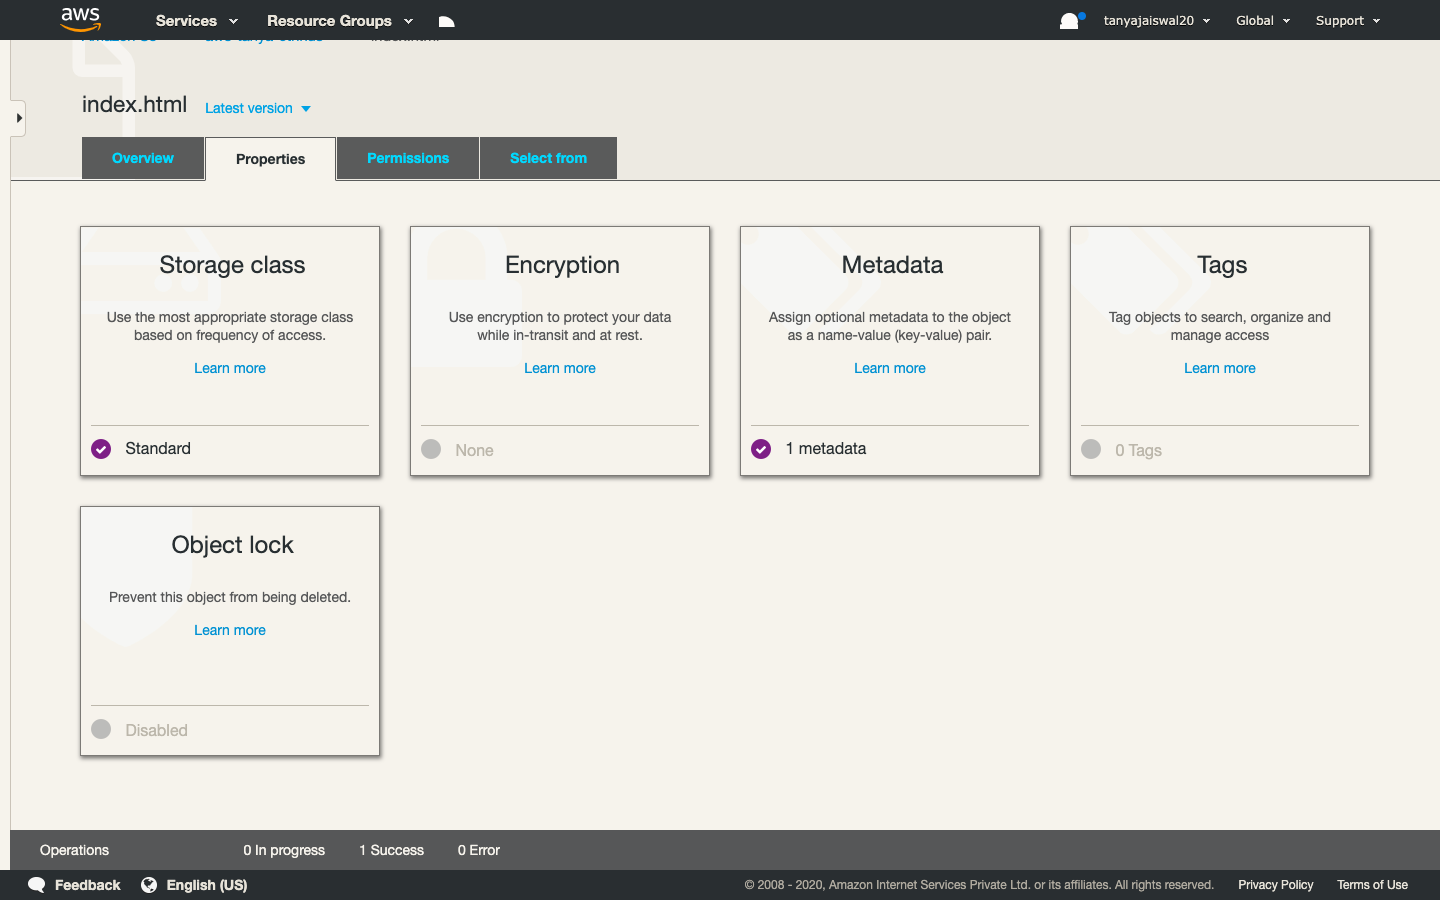 aws Services Resource Groups tanyajaiswal20 Global Support
index.html Latest version
Overview Properties Permissions Select from
Storage class
Use the most appropriate storage class
based on frequency of access.
Learn more
Standard
Encryption
Use encryption to protect your data
while in-transit and at rest.
Learn more
None
Metadata
Assign optional metadata to the object
as a name-value (key-value) pair.
Learn more
1 metadata
Tags
Tag objects to search, organize and
manage access
Learn more
0 Tags
Object lock
Prevent this object from being deleted.
Learn more
Disabled
Operations 0 In progress 1 Success 0 Error
Feedback English (US) © 2008 - 2020, Amazon Internet Services Private Ltd. or its affiliates. All rights reserved. Privacy Policy Terms of Use